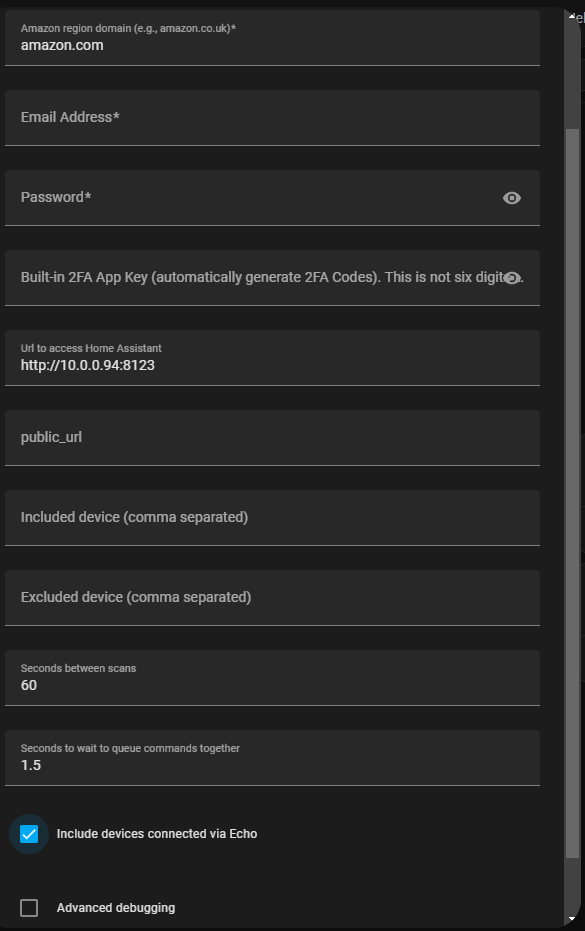 Amazon region domain (e.g., amazon.co.uk)*
amazon.com
Email Address*
Password*
Built-in 2FA App Key (automatically generate 2FA Codes). This is not six digit...
Url to access Home Assistant
http://10.0.0.94:8123
public_url
Included device (comma separated)
Excluded device (comma separated)
Seconds between scans
60
Seconds to wait to queue commands together
1.5
Include devices connected via Echo
Advanced debugging